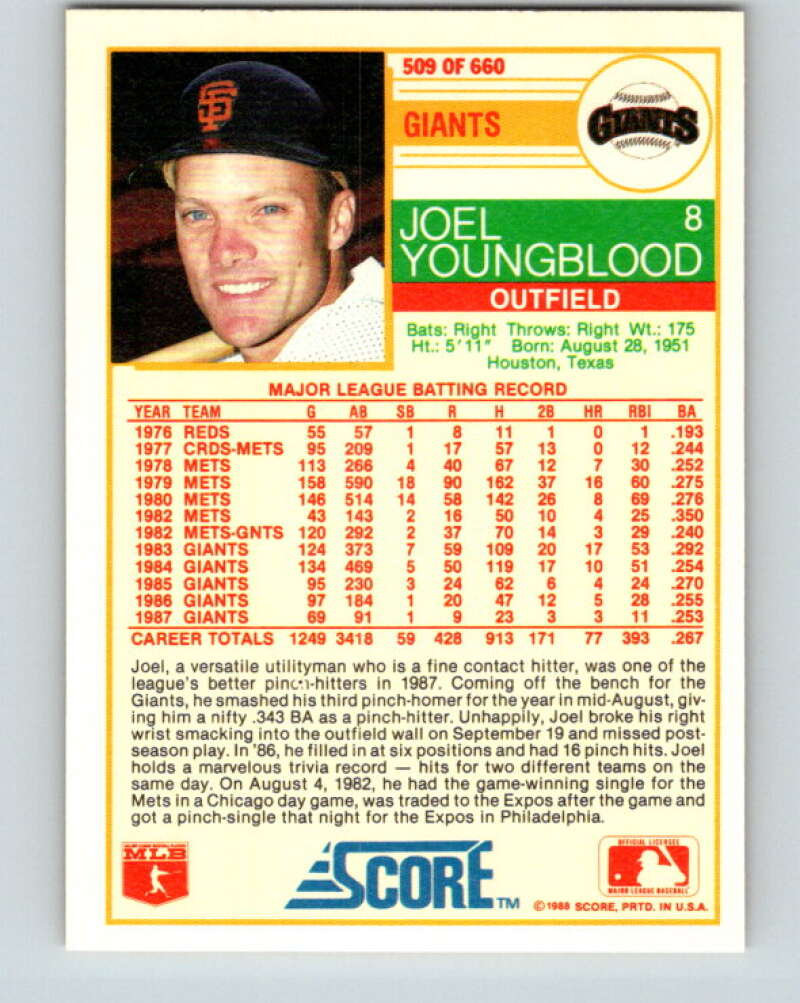 509 OF 660
GIANTS
GIANTS
SF
JOEL 8
YOUNGBLOOD
OUTFIELD
Bats: Right Throws: Right Wt.: 175
Ht.: 5'11" Born: August 28, 1951
Houston, Texas
MAJOR LEAGUE BATTING RECORD
YEAR TEAM G AB SB R H 2B HR RBI BA
1976 REDS 55 57 1 8 11 1 0 1 .193
1977 CRDS-METS 95 209 1 17 57 13 0 12 .244
1978 METS 113 266 4 40 67 12 7 30 .252
1979 METS 158 590 18 90 162 37 16 60 .275
1980 METS 146 514 14 58 142 26 8 69 .276
1982 METS 43 143 2 16 50 10 4 25 .350
1982 METS-GNTS 120 292 2 37 70 14 3 29 .240
1983 GIANTS 124 373 7 59 109 20 17 53 .292
1984 GIANTS 134 469 5 50 119 17 10 51 .254
1985 GIANTS 95 230 3 24 62 6 4 24 .270
1986 GIANTS 97 184 1 20 47 12 5 28 .255
1987 GIANTS 69 91 1 9 23 3 3 11 .253
CAREER TOTALS 1249 3418 59 428 913 171 77 393 .267
Joel, a versatile utilityman who is a fine contact hitter, was one of the
league's better pinch-hitters in 1987. Coming off the bench for the
Giants, he smashed his third pinch-homer for the year in mid-August, giv-
ing him a nifty .343 BA as a pinch-hitter. Unhappily, Joel broke his right
wrist smacking into the outfield wall on September 19 and missed post-
season play. In '86, he filled in at six positions and had 16 pinch hits. Joel
holds a marvelous trivia record — hits for two different teams on the
same day. On August 4, 1982, he had the game-winning single for the
Mets in a Chicago day game, was traded to the Expos after the game and
got a pinch-single that night for the Expos in Philadelphia.
MLB
SCORE™
OFFICIAL LICENSEE
MAJOR LEAGUE BASEBALL
©1988 SCORE, PRTD. IN U.S.A.